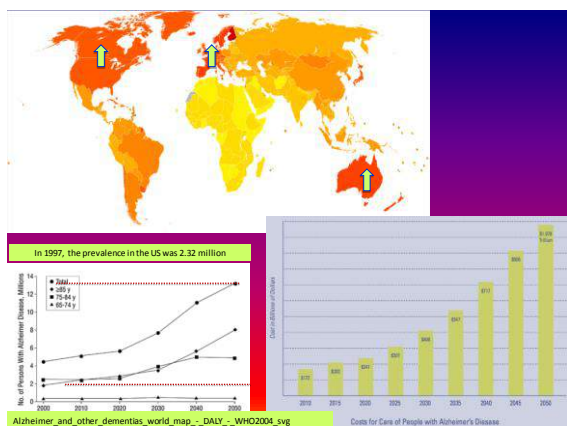 In 1997, the prevalence in the US was 2.32 million
No. of Persons With Alzheimer Disease, Millions
14
12
10
8
6
4
2
0
Total
≥85 y
75-84 y
65-74 y
2000
2010
2020
2030
2040
2050
Cost in Billions of Dollars
$172
2010
2015
2020
2025
2030
2035
2040
2045
2050
Costs for Care of People with Alzheimer's Disease
Alzheimer_and_other_dementias_world_map_-_DALY_-_WHO2004_svg